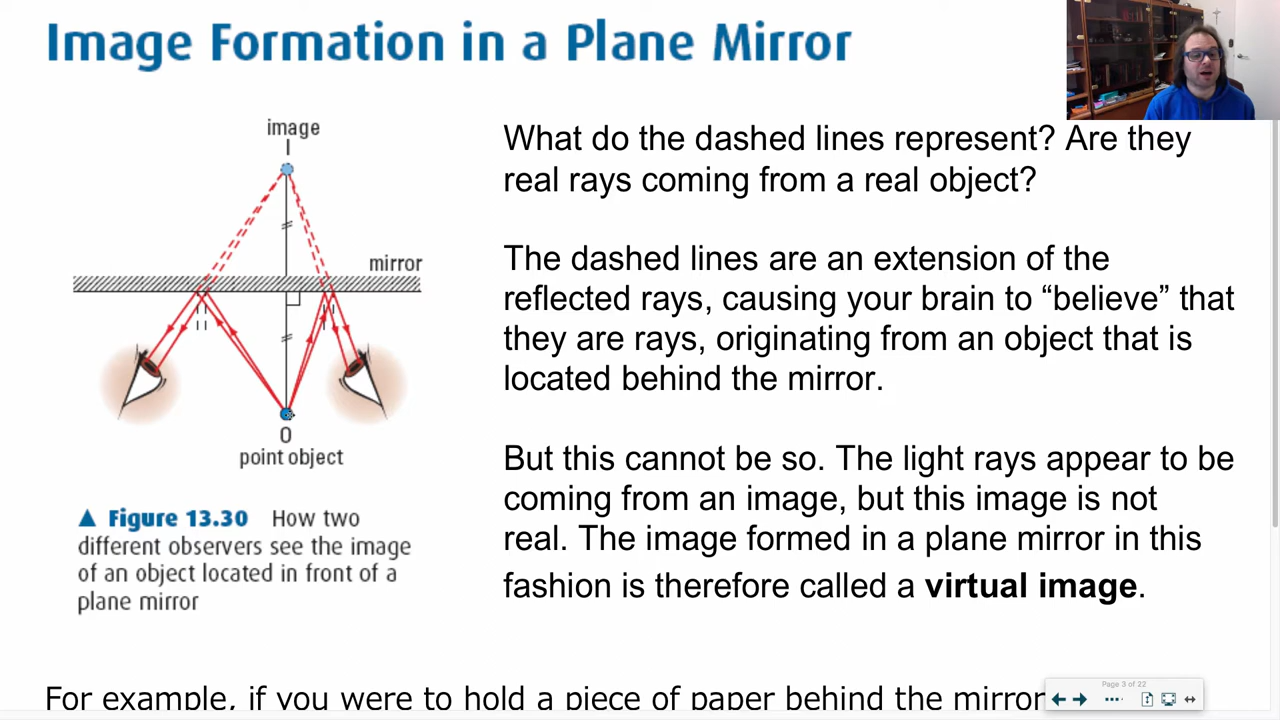 Image Formation in a Plane Mirror
image
I
mirror
O
point object
▲ Figure 13.30 How two
different observers see the image
of an object located in front of a
plane mirror
What do the dashed lines represent? Are they
real rays coming from a real object?
The dashed lines are an extension of the
reflected rays, causing your brain to “believe” that
they are rays, originating from an object that is
located behind the mirror.
But this cannot be so. The light rays appear to be
coming from an image, but this image is not
real. The image formed in a plane mirror in this
fashion is therefore called a virtual image.
For example, if you were to hold a piece of paper behind the mirror
Page 3 of 22